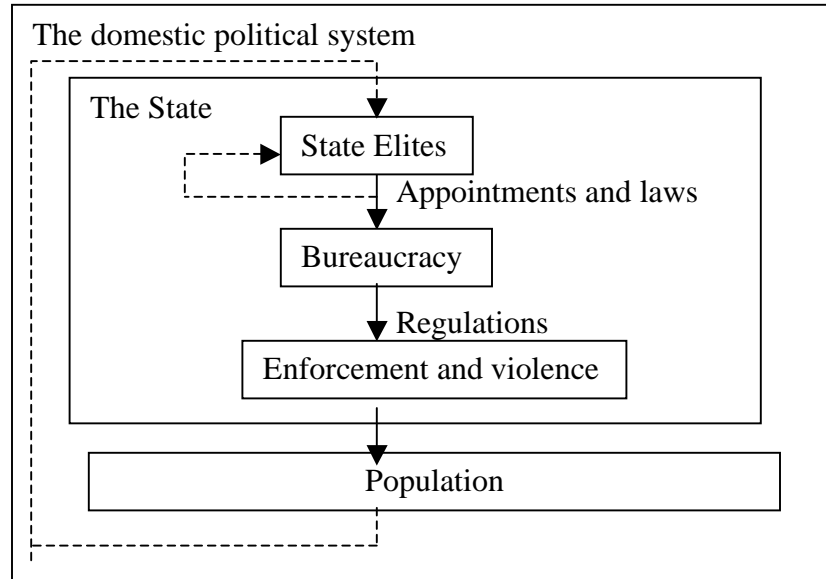 The domestic political system
The State
State Elites
Appointments and laws
Bureaucracy
Regulations
Enforcement and violence
Population